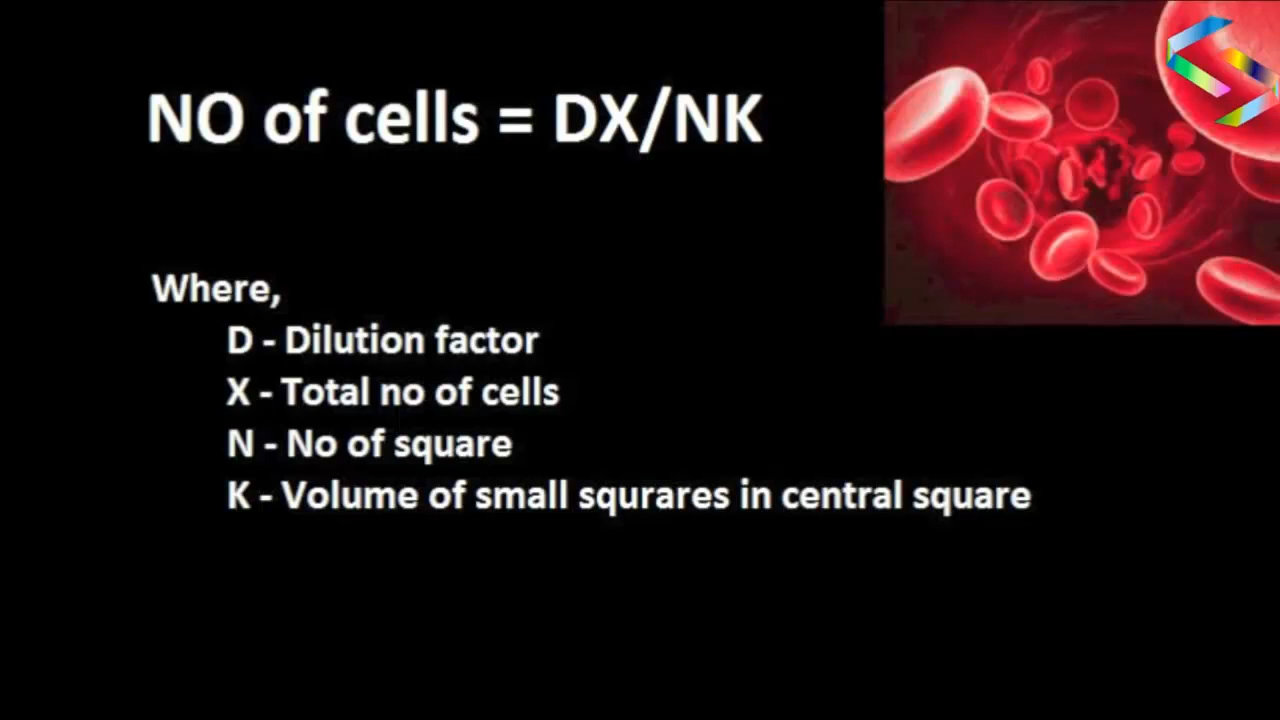 NO of cells = DX/NK
Where,
D - Dilution factor
X - Total no of cells
N - No of square
K - Volume of small squrares in central square